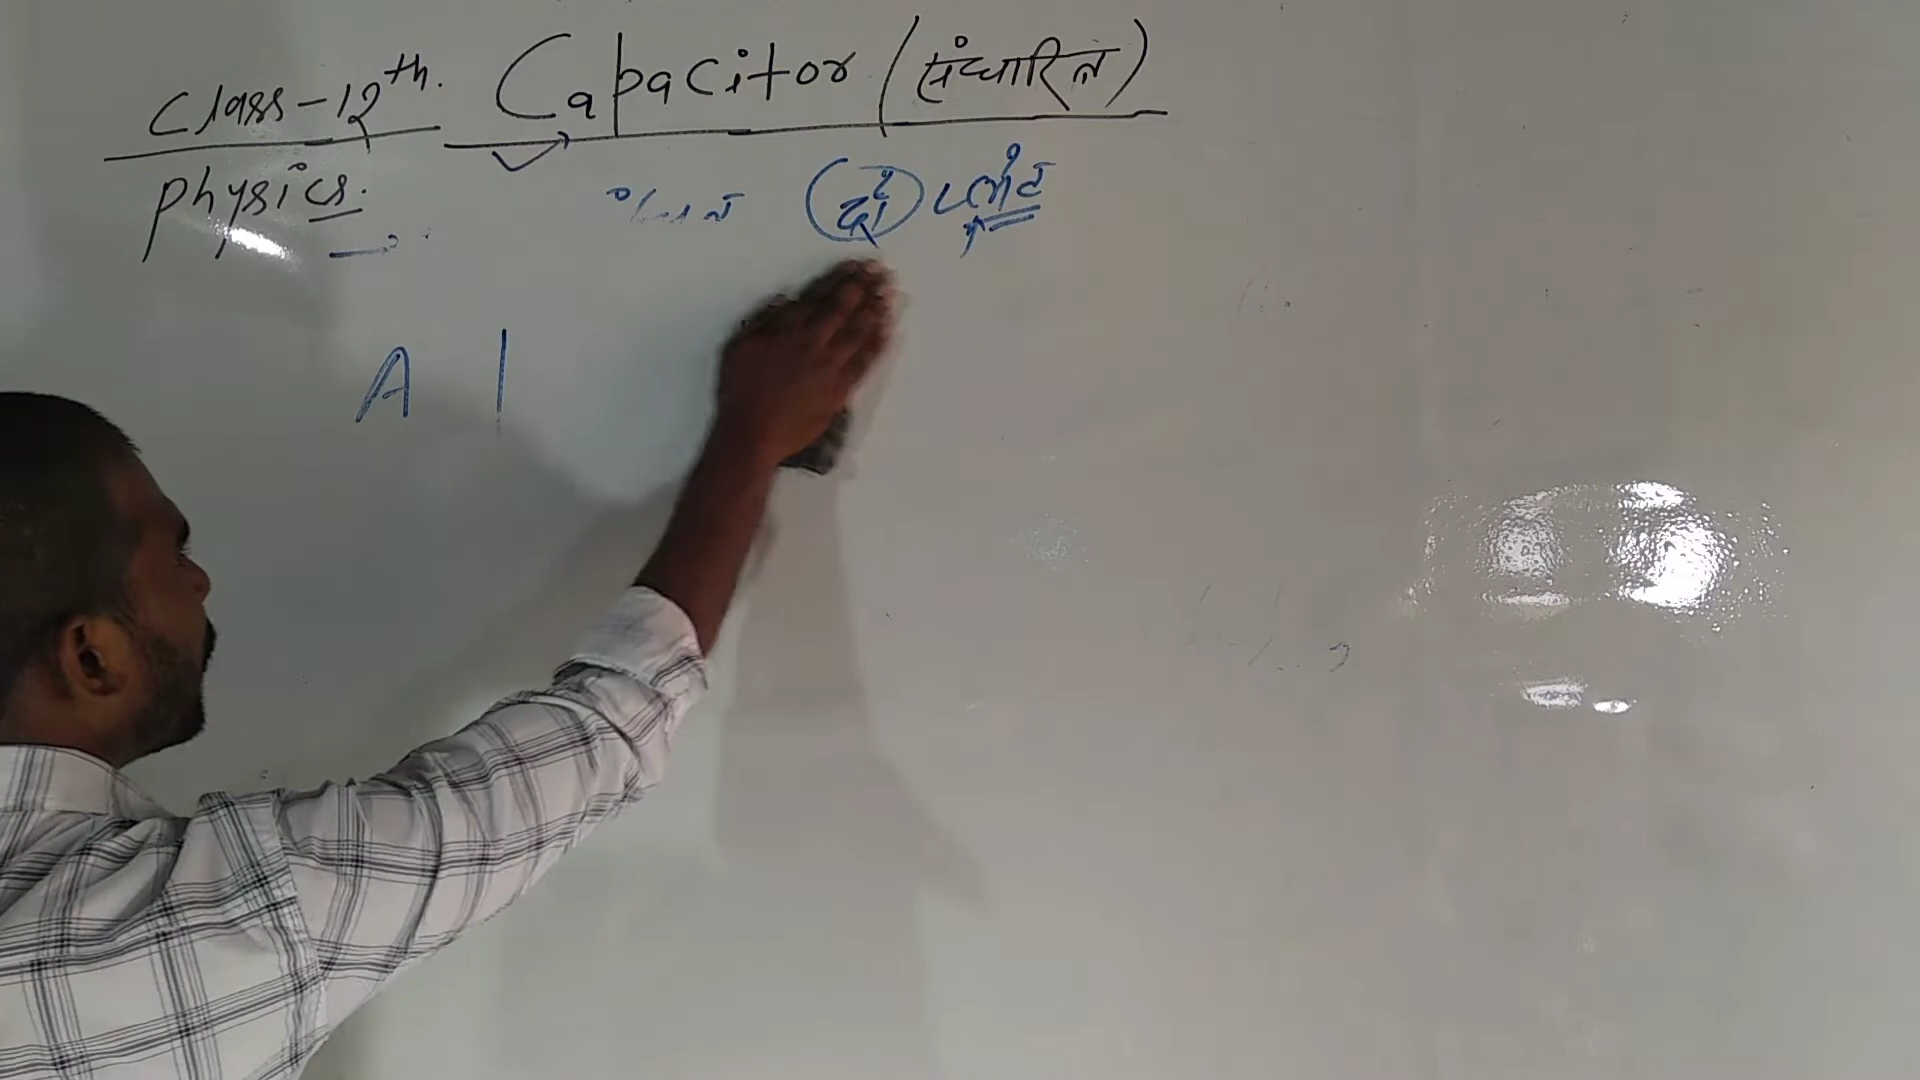 Class-12th. Capacitor (संधारित्र)
Physics.
दो प्लेट
A |